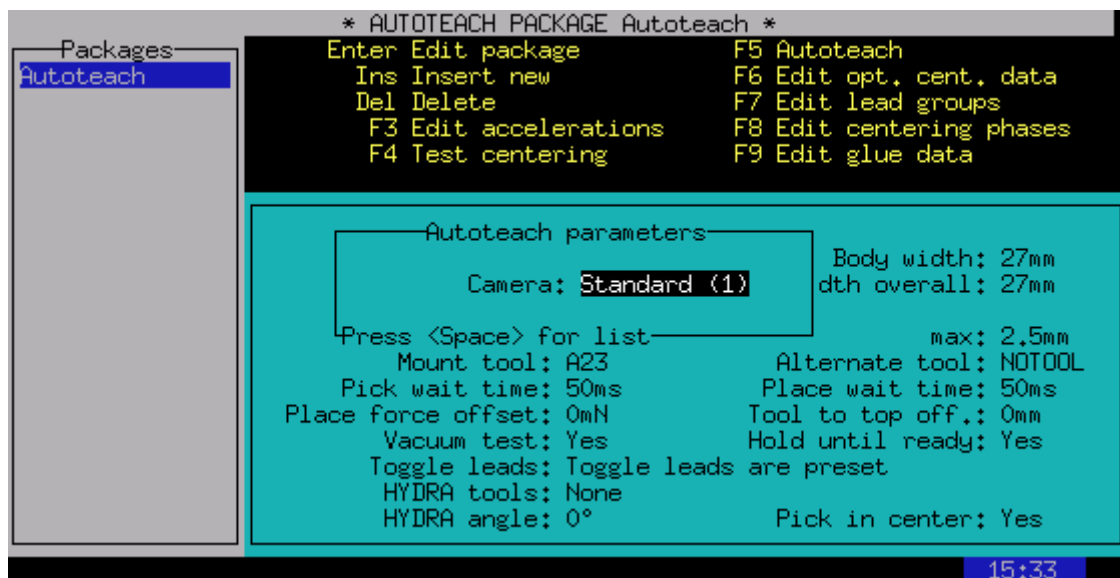 * AUTOTEACH PACKAGE Autoteach *
Packages
Autoteach
Enter Edit package
Ins Insert new
Del Delete
F3 Edit accelerations
F4 Test centering
F5 Autoteach
F6 Edit opt. cent. data
F7 Edit lead groups
F8 Edit centering phases
F9 Edit glue data
Autoteach parameters
Camera: Standard (1)
Press <Space> for list
Body width: 27mm
dth overall: 27mm
max: 2.5mm
Mount tool: A23 Alternate tool: NOTOOL
Pick wait time: 50ms Place wait time: 50ms
Place force offset: 0mN Tool to top off.: 0mm
Vacuum test: Yes Hold until ready: Yes
Toggle leads: Toggle leads are preset
HYDRA tools: None
HYDRA angle: 0° Pick in center: Yes
15:33